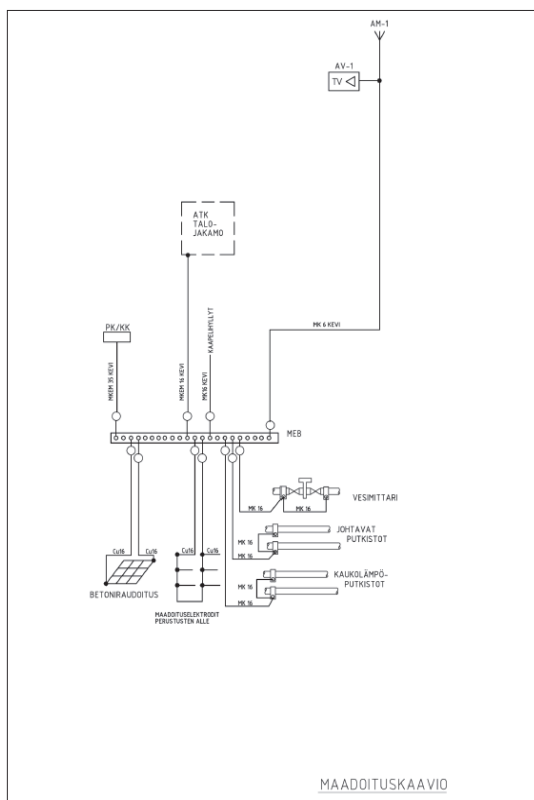 AM-1
AV-1
TV
ATK
TALO-
JAKAMO
PK/KK
MKEM 35 KEVI
MKEM 16 KEVI
MK16 KEVI
KAAPELIHYLLYT
MK 6 KEVI
MEB
VESIMITTARI
MK 16
MK 16
JOHTAVAT
PUTKISTOT
MK 16
MK 16
KAUKOLÄMPÖ-
PUTKISTOT
MK 16
MK 16
Cu16
Cu16
BETONIRAUDOITUS
Cu16
Cu16
MAADOITUSELEKTRODIT
PERUSTUSTEN ALLE
MAADOITUSKAAVIO